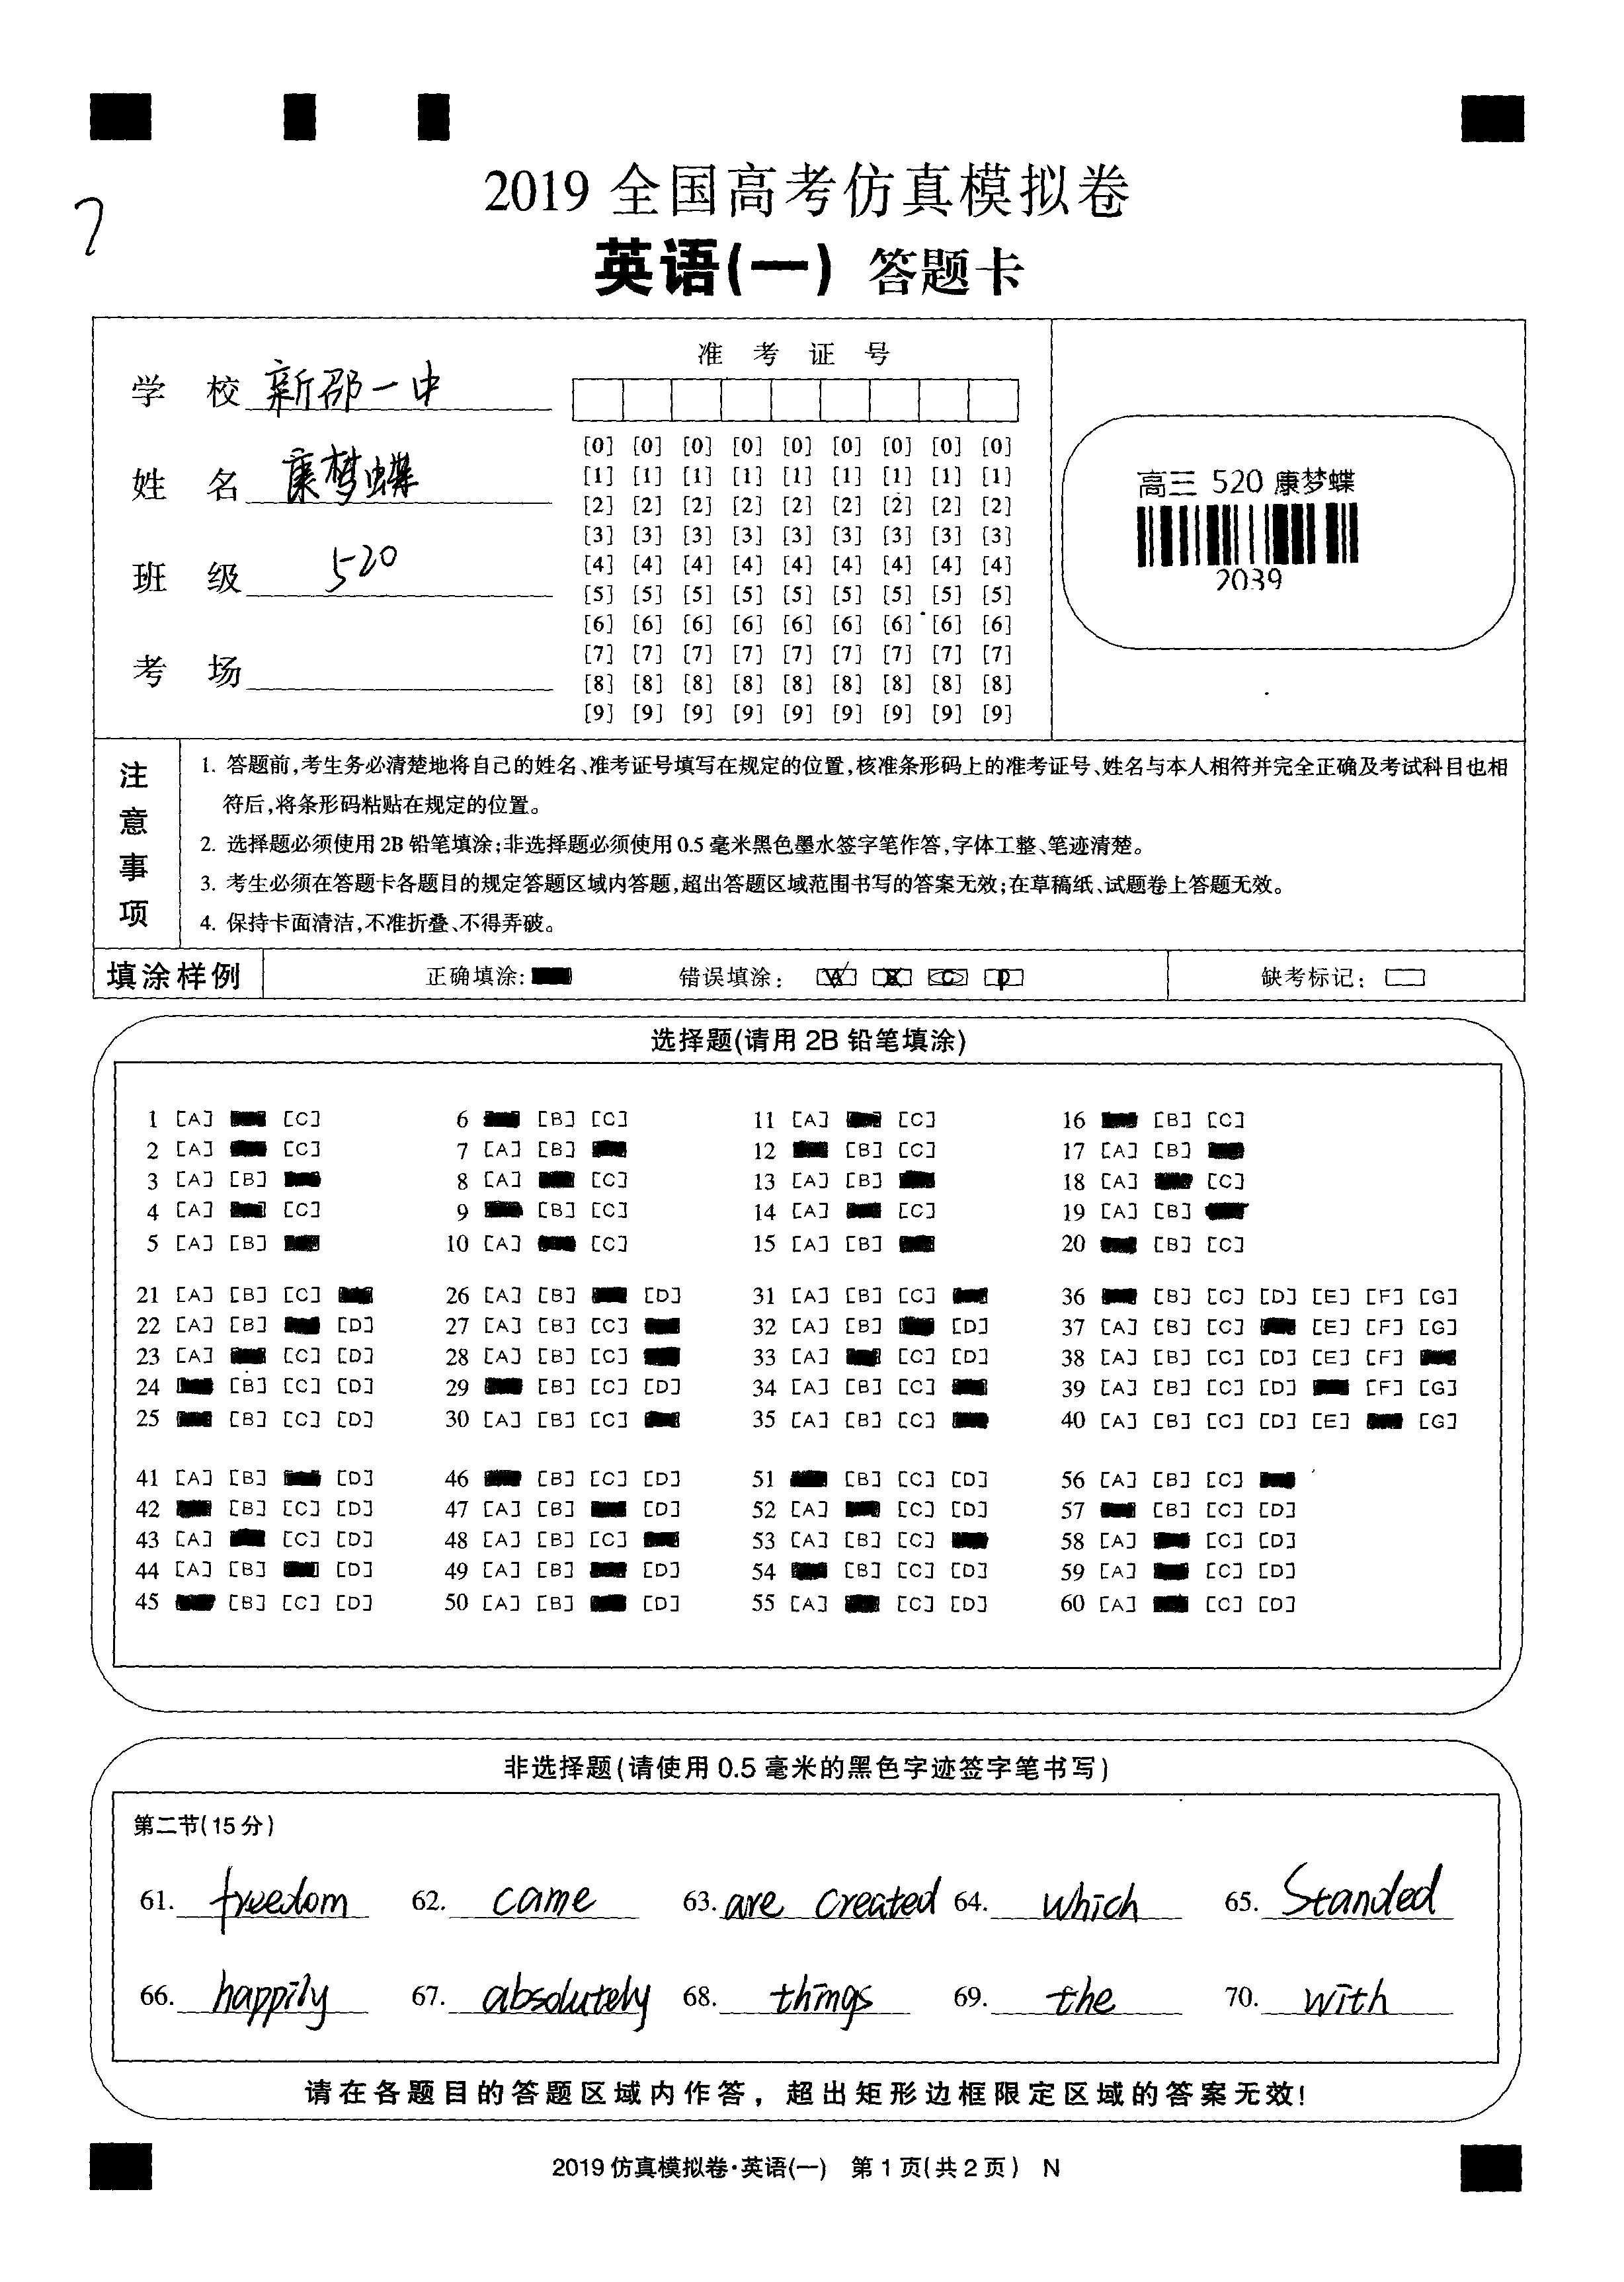 7
2019 全国高考仿真模拟卷
英语(一) 答题卡
学 校 新邵一中
姓 名 康梦蝶
班 级 520
考 场
准 考 证 号
[0] [0] [0] [0] [0] [0] [0] [0] [0]
[1] [1] [1] [1] [1] [1] [1] [1] [1]
[2] [2] [2] [2] [2] [2] [2] [2] [2]
[3] [3] [3] [3] [3] [3] [3] [3] [3]
[4] [4] [4] [4] [4] [4] [4] [4] [4]
[5] [5] [5] [5] [5] [5] [5] [5] [5]
[6] [6] [6] [6] [6] [6] [6] [6] [6]
[7] [7] [7] [7] [7] [7] [7] [7] [7]
[8] [8] [8] [8] [8] [8] [8] [8] [8]
[9] [9] [9] [9] [9] [9] [9] [9] [9]
高三 520 康梦蝶
2039
注意事项
1. 答题前,考生务必清楚地将自己的姓名、准考证号填写在规定的位置,核准条形码上的准考证号、姓名与本人相符并完全正确及考试科目也相
符后,将条形码粘贴在规定的位置。
2. 选择题必须使用2B铅笔填涂;非选择题必须使用0.5毫米黑色墨水签字笔作答,字体工整、笔迹清楚。
3. 考生必须在答题卡各题目的规定答题区域内答题,超出答题区域范围书写的答案无效;在草稿纸、试题卷上答题无效。
4. 保持卡面清洁,不准折叠、不得弄破。
填涂样例 正确填涂: 错误填涂: [A] [B] [C] [D] 缺考标记:
选择题(请用 2B 铅笔填涂)
1 [A] [C] 6 [B] [C] 11 [A] [C] 16 [B] [C]
2 [A] [C] 7 [A] [B] 12 [B] [C] 17 [A] [B]
3 [A] [B] 8 [A] [C] 13 [A] [B] 18 [A] [C]
4 [A] [C] 9 [B] [C] 14 [A] [C] 19 [A] [B]
5 [A] [B] 10 [A] [C] 15 [A] [B] 20 [B] [C]
21 [A] [B] [C] 26 [A] [B] [D] 31 [A] [B] [C] 36 [B] [C] [D] [E] [F] [G]
22 [A] [B] [D] 27 [A] [B] [C] 32 [A] [B] [D] 37 [A] [B] [C] [E] [F] [G]
23 [A] [C] [D] 28 [A] [B] [C] 33 [A] [C] [D] 38 [A] [B] [C] [D] [E] [F]
24 [B] [C] [D] 29 [B] [C] [D] 34 [A] [B] [C] 39 [A] [B] [C] [D] [F] [G]
25 [B] [C] [D] 30 [A] [B] [C] 35 [A] [B] [C] 40 [A] [B] [C] [D] [E] [G]
41 [A] [B] [D] 46 [B] [C] [D] 51 [B] [C] [D] 56 [A] [B] [C]
42 [B] [C] [D] 47 [A] [B] [D] 52 [A] [C] [D] 57 [B] [C] [D]
43 [A] [C] [D] 48 [A] [B] [C] 53 [A] [B] [C] 58 [A] [C] [D]
44 [A] [B] [D] 49 [A] [B] [D] 54 [B] [C] [D] 59 [A] [C] [D]
45 [B] [C] [D] 50 [A] [B] [D] 55 [A] [C] [D] 60 [A] [C] [D]
非选择题(请使用 0.5 毫米的黑色字迹签字笔书写)
第二节(15分)
61. freedom 62. came 63. are created 64. which 65. Standed
66. happily 67. absolutely 68. things 69. the 70. with
请在各题目的答题区域内作答，超出矩形边框限定区域的答案无效!
2019 仿真模拟卷·英语(一) 第 1 页(共 2 页) N